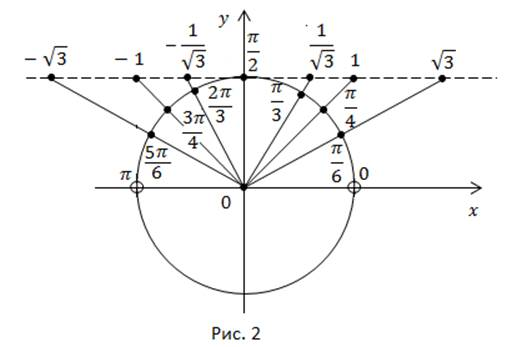 y
−√3 −1 −1/√3 π/2 1/√3 1 √3
2π/3 π/3
3π/4 π/4
5π/6 π/6
π 0
0 x
Рис. 2